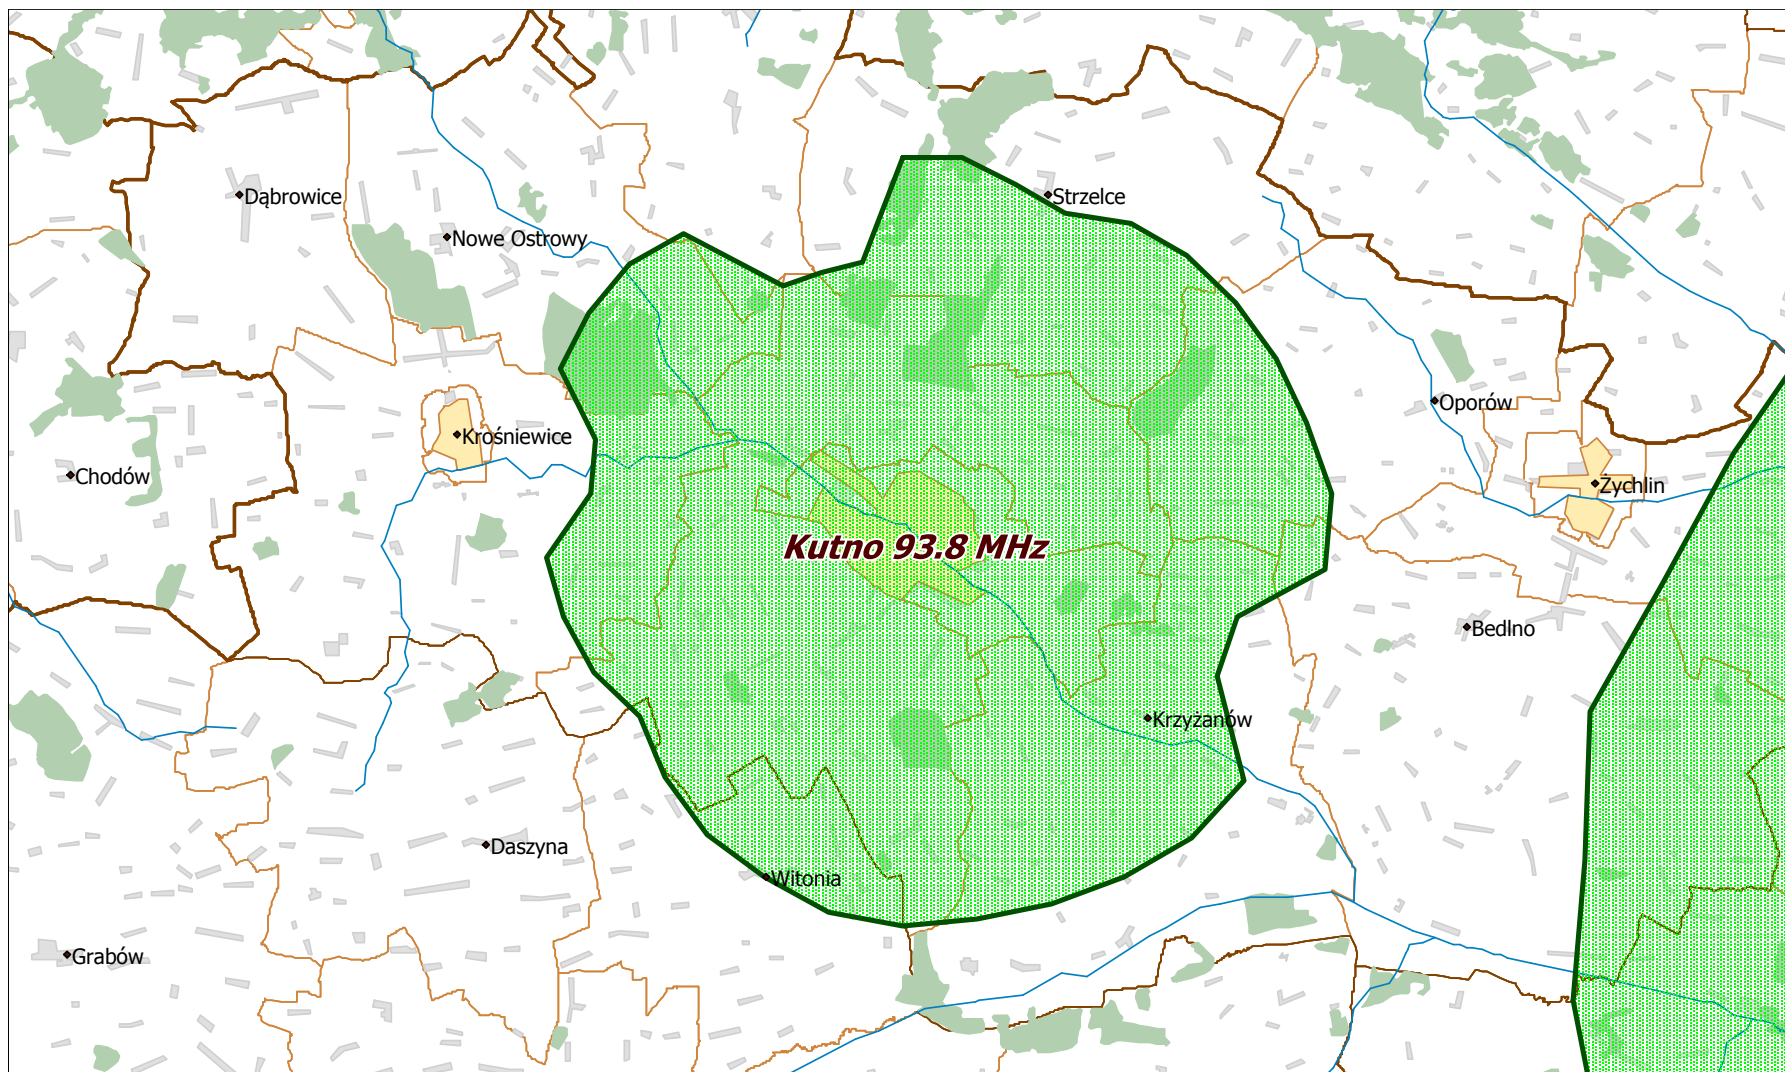 Dąbrowice
Strzelce
Nowe Ostrowy
Oporów
Krośniewice
Chodów
Żychlin
Kutno 93.8 MHz
Bedlno
Krzyżanów
Daszyna
Witonia
Grabów